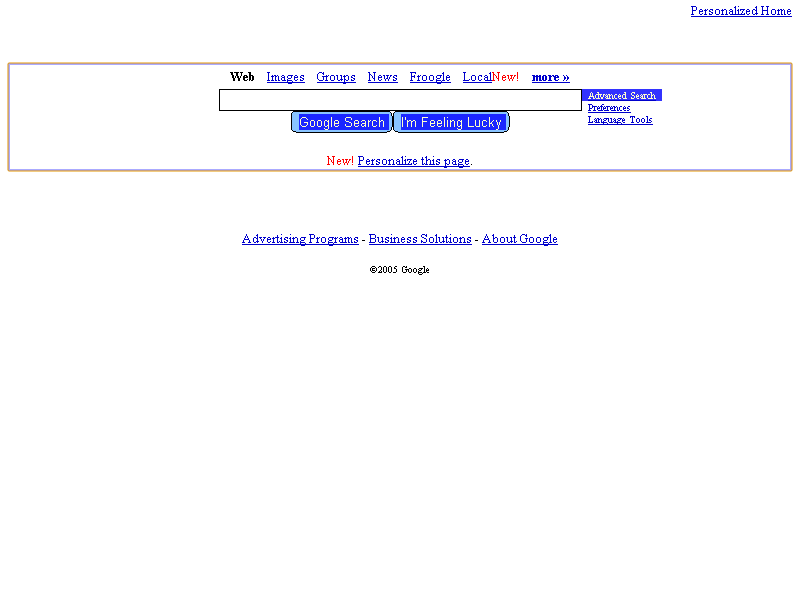 Personalized Home
Web Images Groups News Froogle LocalNew! more »
Advanced Search
Preferences
Language Tools
Google Search I'm Feeling Lucky
New! Personalize this page.
Advertising Programs - Business Solutions - About Google
©2005 Google